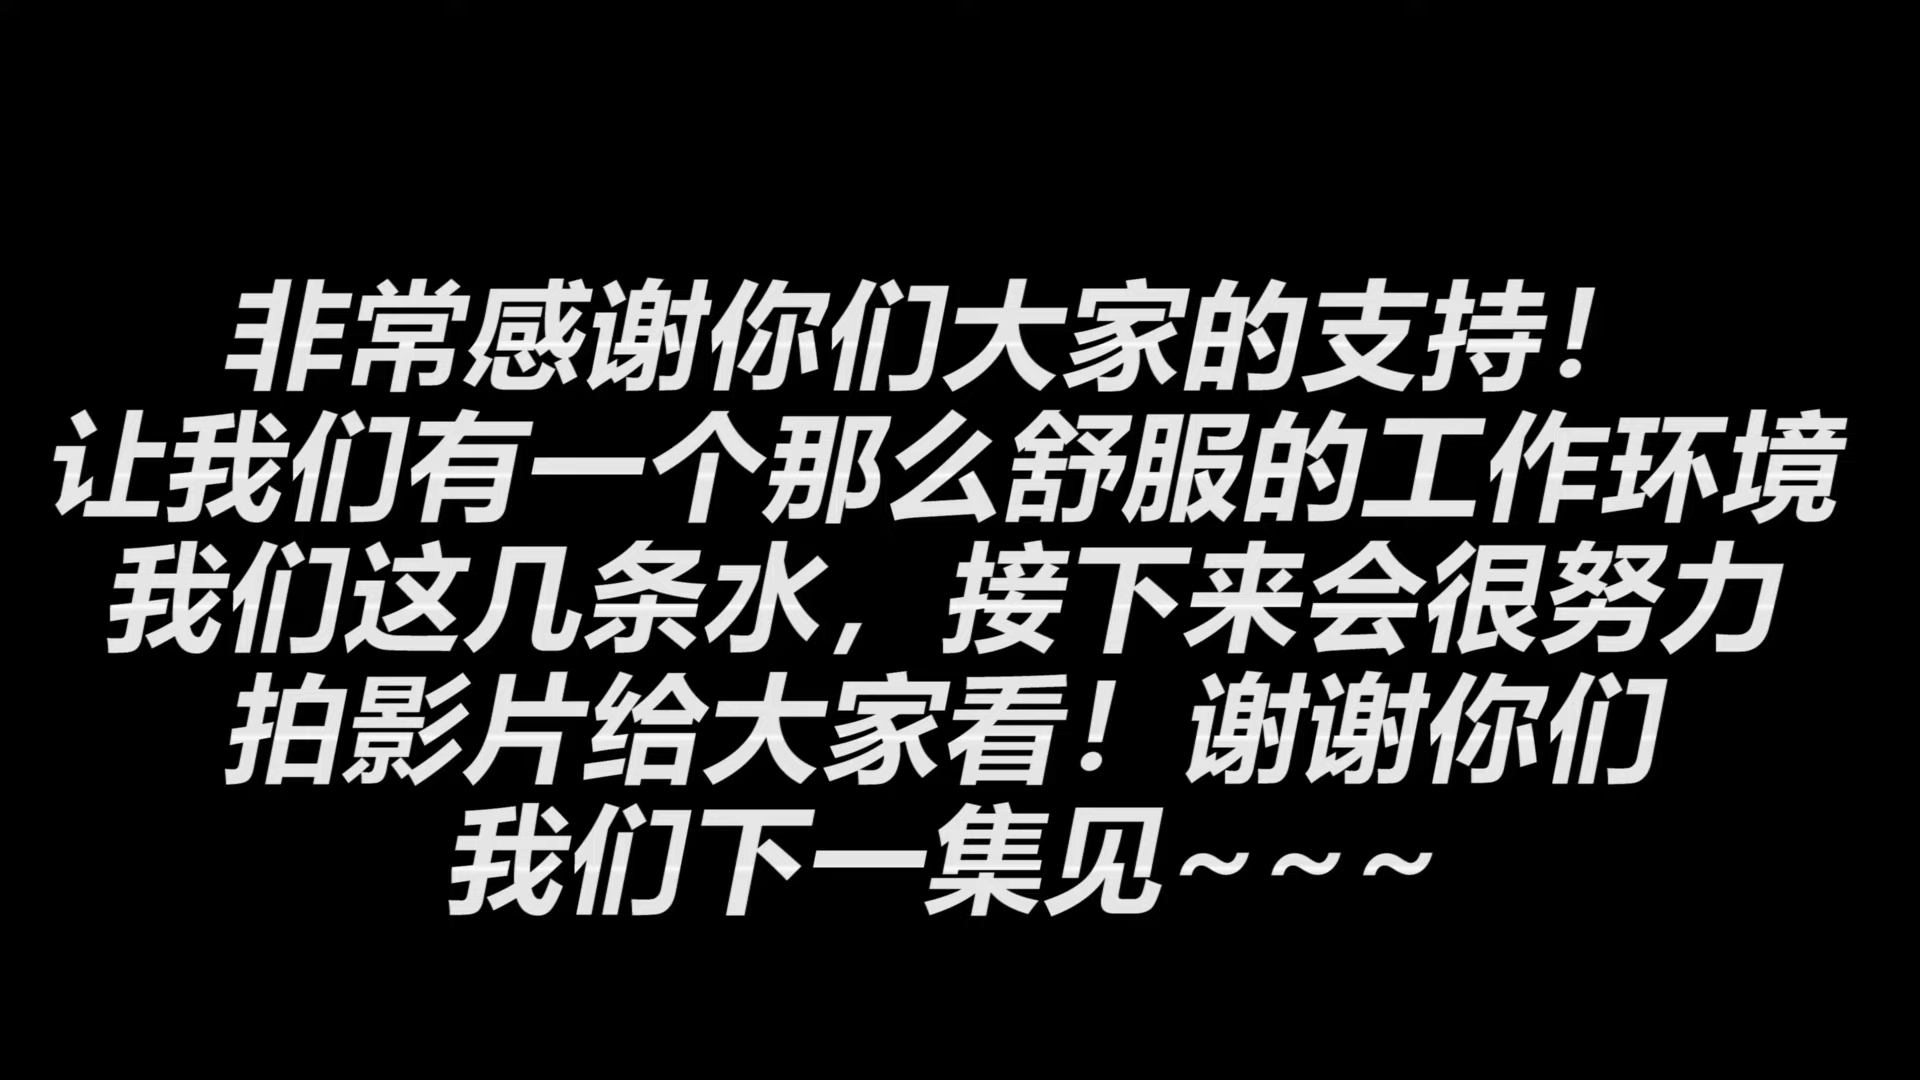 非常感谢你们大家的支持！
让我们有一个那么舒服的工作环境
我们这几条水，接下来会很努力
拍影片给大家看！谢谢你们
我们下一集见~~~